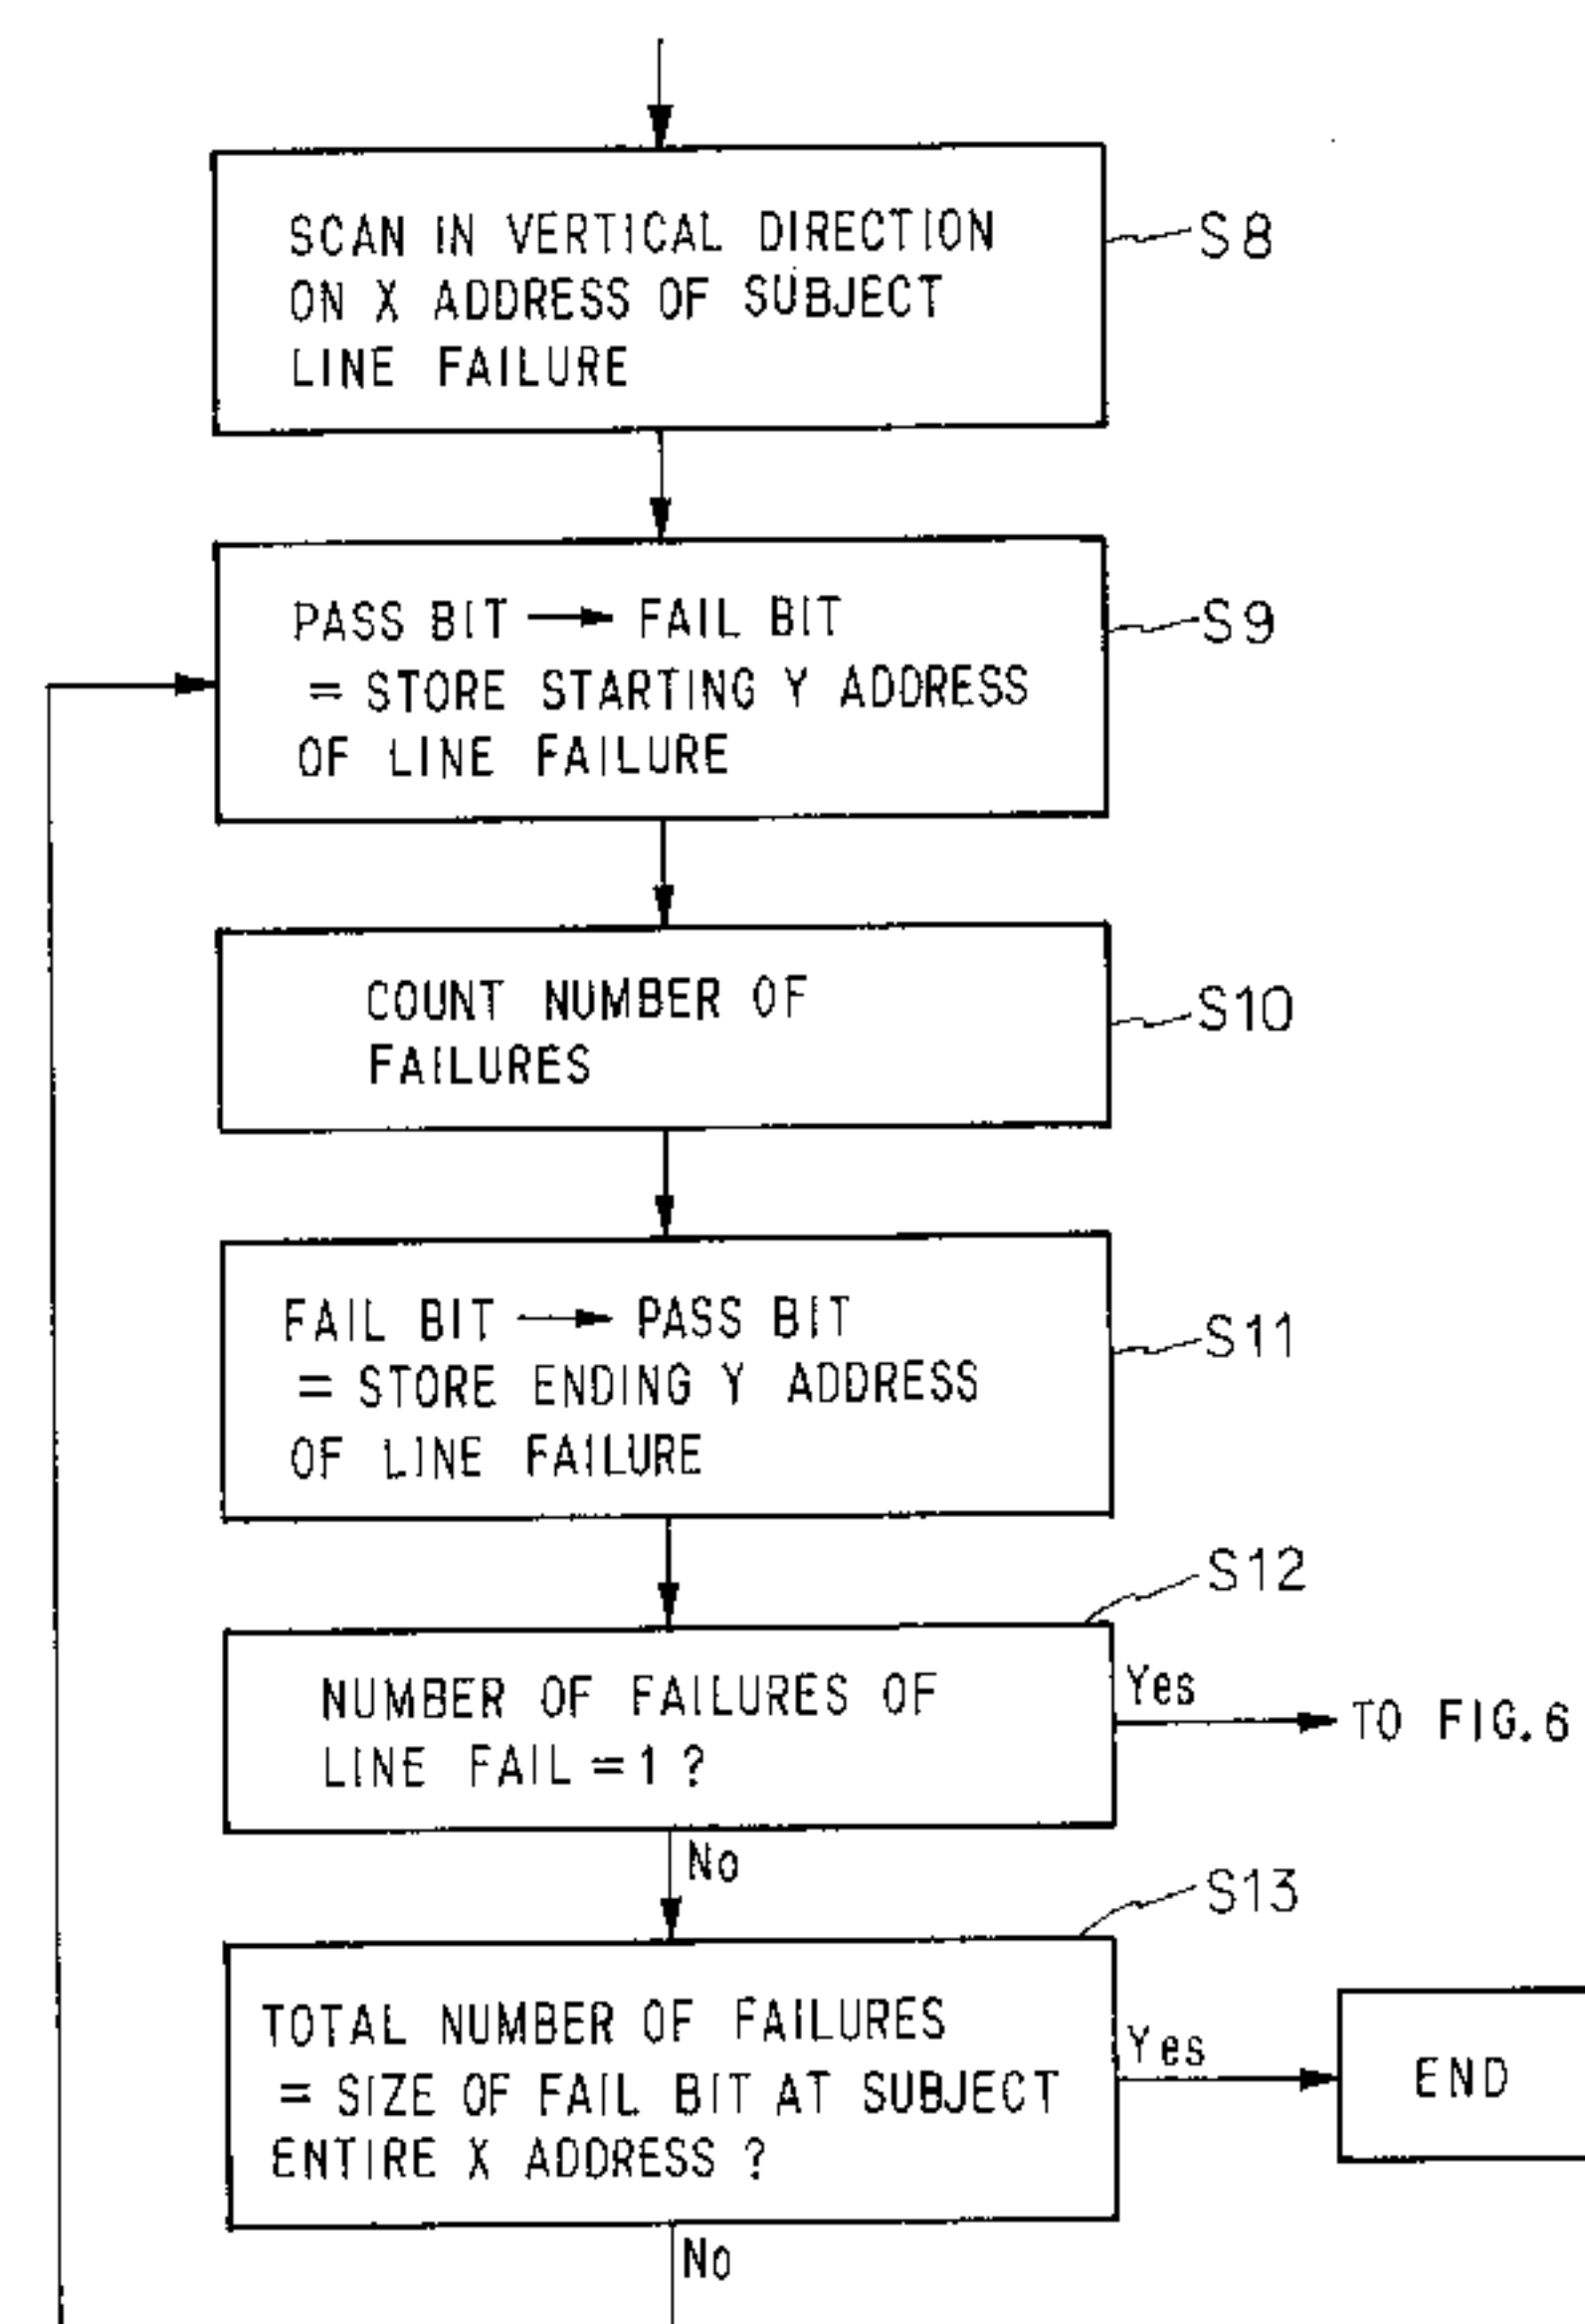 SCAN IN VERTICAL DIRECTION
ON X ADDRESS OF SUBJECT
LINE FAILURE
S8
PASS BIT → FAIL BIT
= STORE STARTING Y ADDRESS
OF LINE FAILURE
S9
COUNT NUMBER OF
FAILURES
S10
FAIL BIT → PASS BIT
= STORE ENDING Y ADDRESS
OF LINE FAILURE
S11
S12
NUMBER OF FAILURES OF
LINE FAIL = 1 ?
Yes
TO FIG. 6
No
S13
TOTAL NUMBER OF FAILURES
= SIZE OF FAIL BIT AT SUBJECT
ENTIRE X ADDRESS ?
Yes
END
No